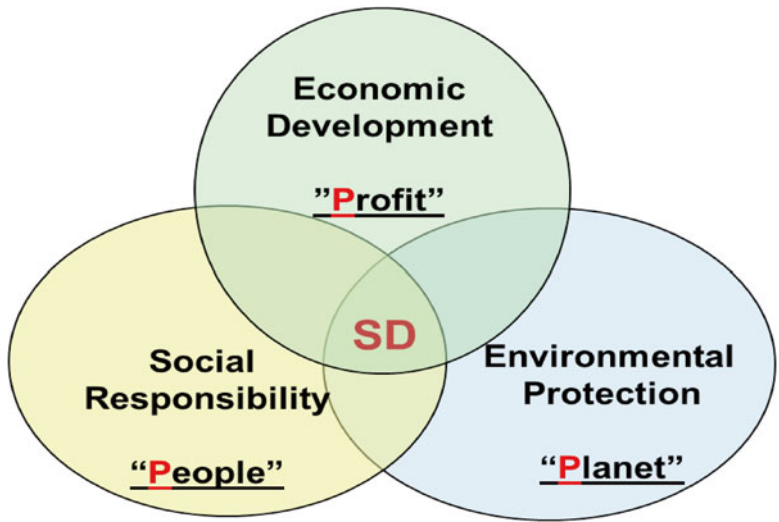 Economic
Development
”Profit”
SD
Social
Responsibility
“People”
Environmental
Protection
“Planet”